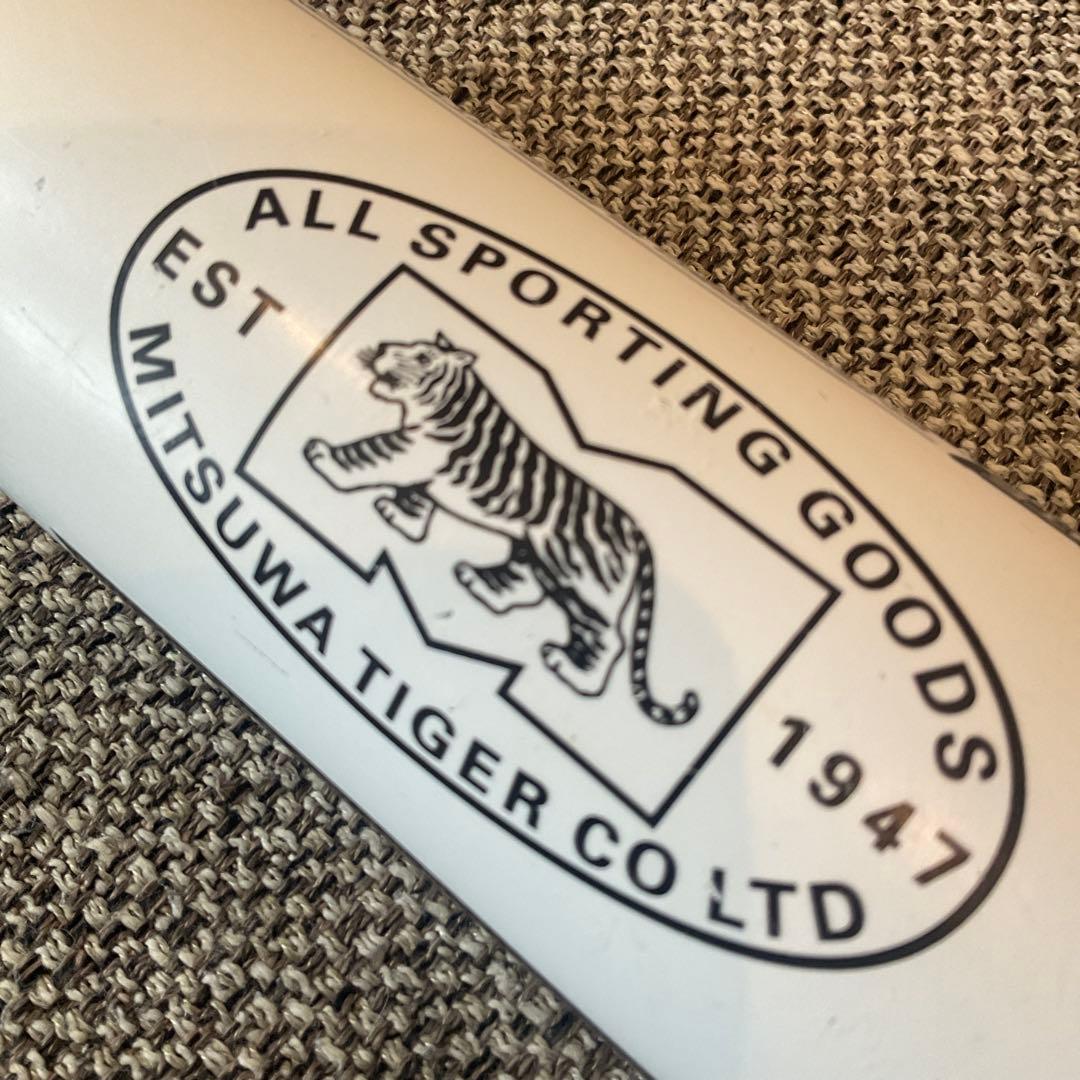 ALL SPORTING GOODS
EST 1947
MITSUWA TIGER CO LTD